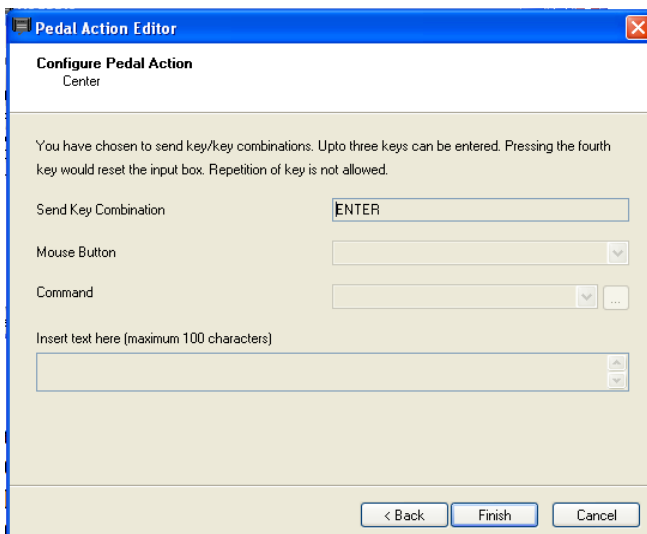 Pedal Action Editor
Configure Pedal Action
Center
You have chosen to send key/key combinations. Upto three keys can be entered. Pressing the fourth
key would reset the input box. Repetition of key is not allowed.
Send Key Combination ENTER
Mouse Button
Command ...
Insert text here (maximum 100 characters)
< Back Finish Cancel